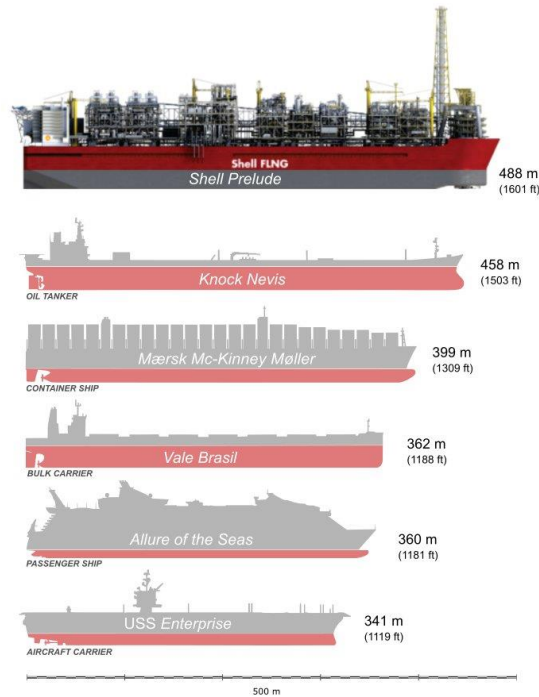 Shell FLNG
Shell Prelude
488 m
(1601 ft)
Knock Nevis
458 m
(1503 ft)
OIL TANKER
Mærsk Mc-Kinney Møller
399 m
(1309 ft)
CONTAINER SHIP
Vale Brasil
362 m
(1188 ft)
BULK CARRIER
Allure of the Seas
360 m
(1181 ft)
PASSENGER SHIP
USS Enterprise
341 m
(1119 ft)
AIRCRAFT CARRIER
500 m